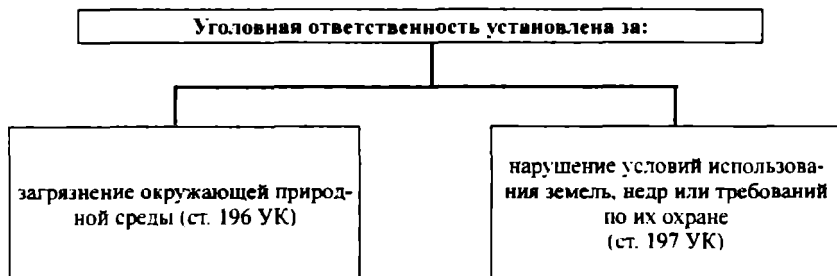 Уголовная ответственность установлена за:
загрязнение окружающей природ-
ной среды (ст. 196 УК)
нарушение условий использова-
ния земель, недр или требований
по их охране
(ст. 197 УК)